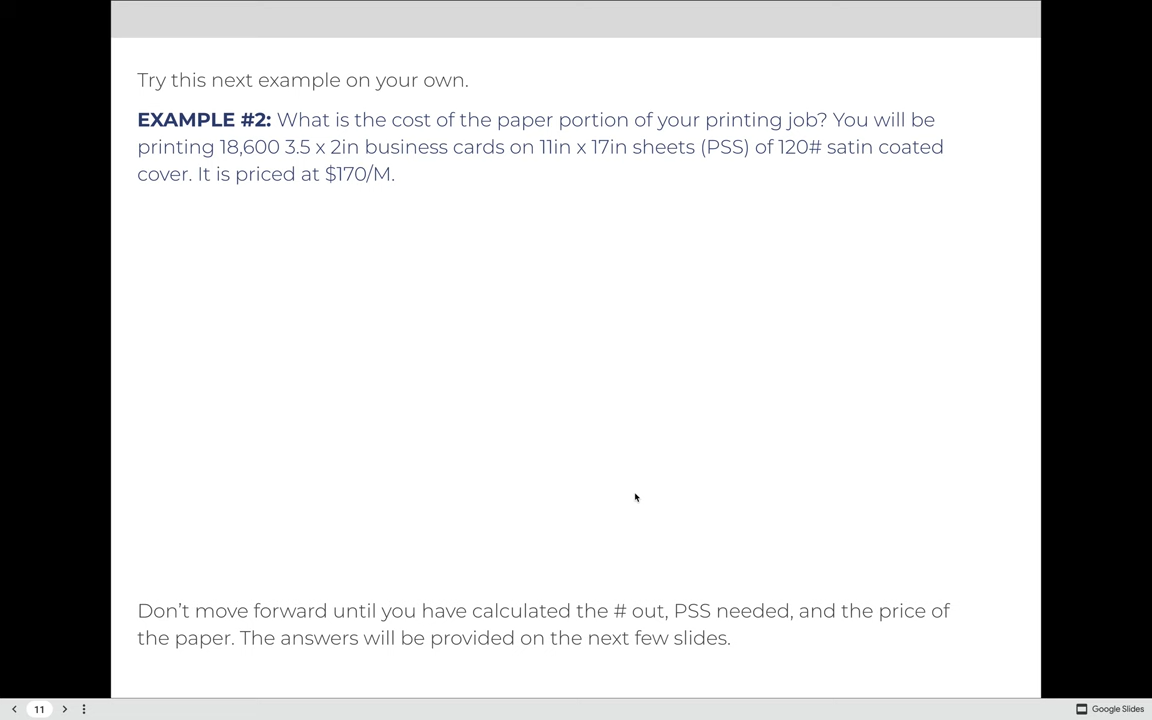 Try this next example on your own.
EXAMPLE #2: What is the cost of the paper portion of your printing job? You will be
printing 18,600 3.5 x 2in business cards on 11in x 17in sheets (PSS) of 120# satin coated
cover. It is priced at $170/M.
Don’t move forward until you have calculated the # out, PSS needed, and the price of
the paper. The answers will be provided on the next few slides.
11
Google Slides